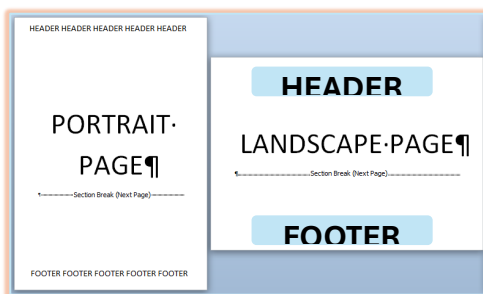 HEADER HEADER HEADER HEADER HEADER
PORTRAIT·
PAGE¶
¶Section Break (Next Page)
FOOTER FOOTER FOOTER FOOTER FOOTER
HEADER
LANDSCAPE·PAGE¶
¶Section Break (Next Page)
FOOTER